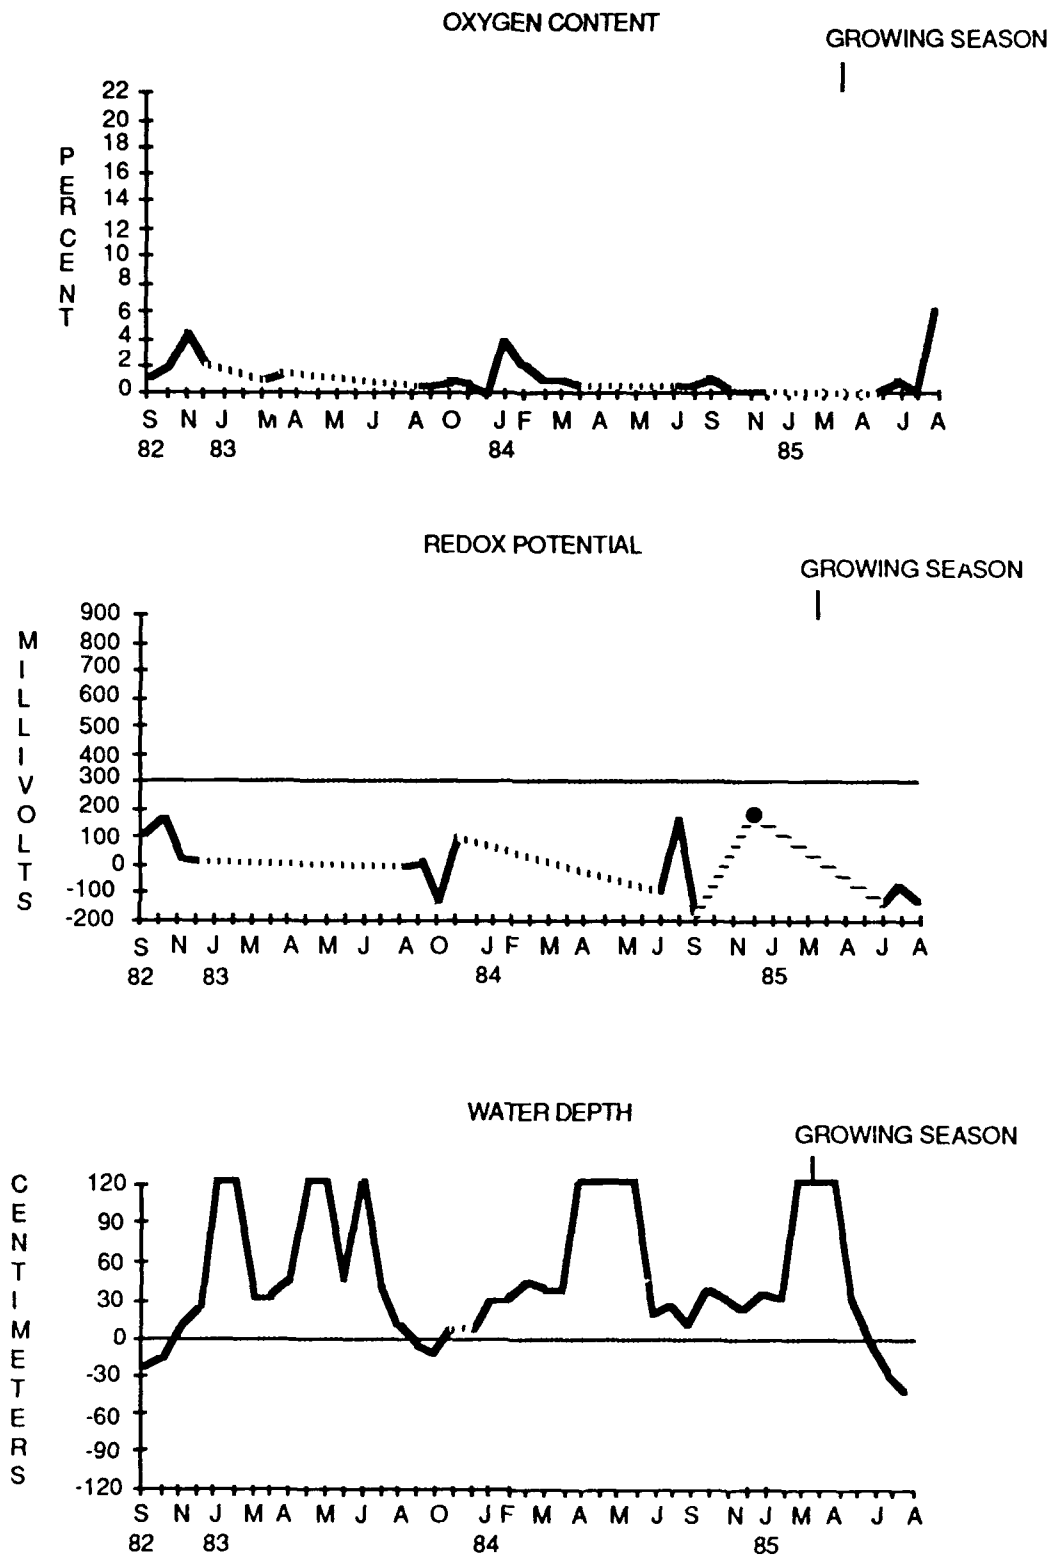 OXYGEN CONTENT
GROWING SEASON
PERCENT
22
20
18
16
14
12
10
8
6
4
2
0
S N J M A M J A O J F M A M J S N J M A J A
82 83 84 85
REDOX POTENTIAL
GROWING SEASON
MILLIVOLTS
900
800
700
600
500
400
300
200
100
0
-100
-200
S N J M A M J A O J F M A M J S N J M A J A
82 83 84 85
WATER DEPTH
GROWING SEASON
CENTIMETERS
120
90
60
30
0
-30
-60
-90
-120
S N J M A M J A O J F M A M J S N J M A J A
82 83 84 85